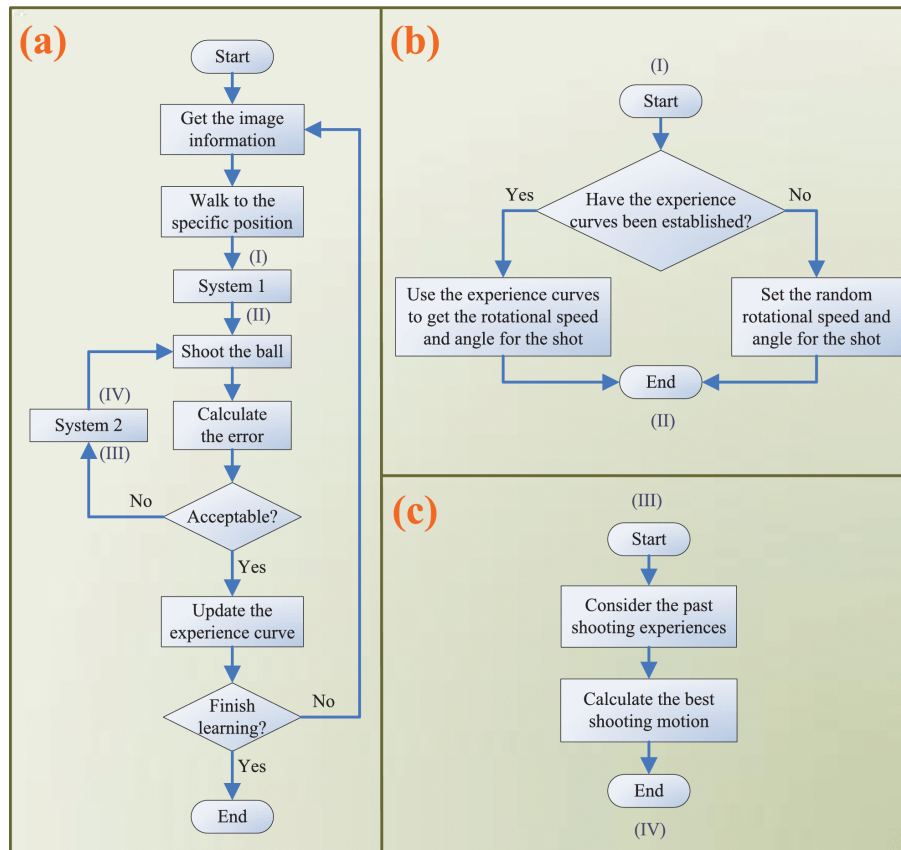 (a)
Start
Get the image
information
Walk to the
specific position
(I)
System 1
(II)
Shoot the ball
(IV)
System 2
(III)
Calculate
the error
No
Acceptable?
Yes
Update the
experience curve
Finish
learning?
No
Yes
End
(b)
(I)
Start
Yes
Have the experience
curves been established?
No
Use the experience curves
to get the rotational speed
and angle for the shot
Set the random
rotational speed and
angle for the shot
End
(II)
(c)
(III)
Start
Consider the past
shooting experiences
Calculate the best
shooting motion
End
(IV)